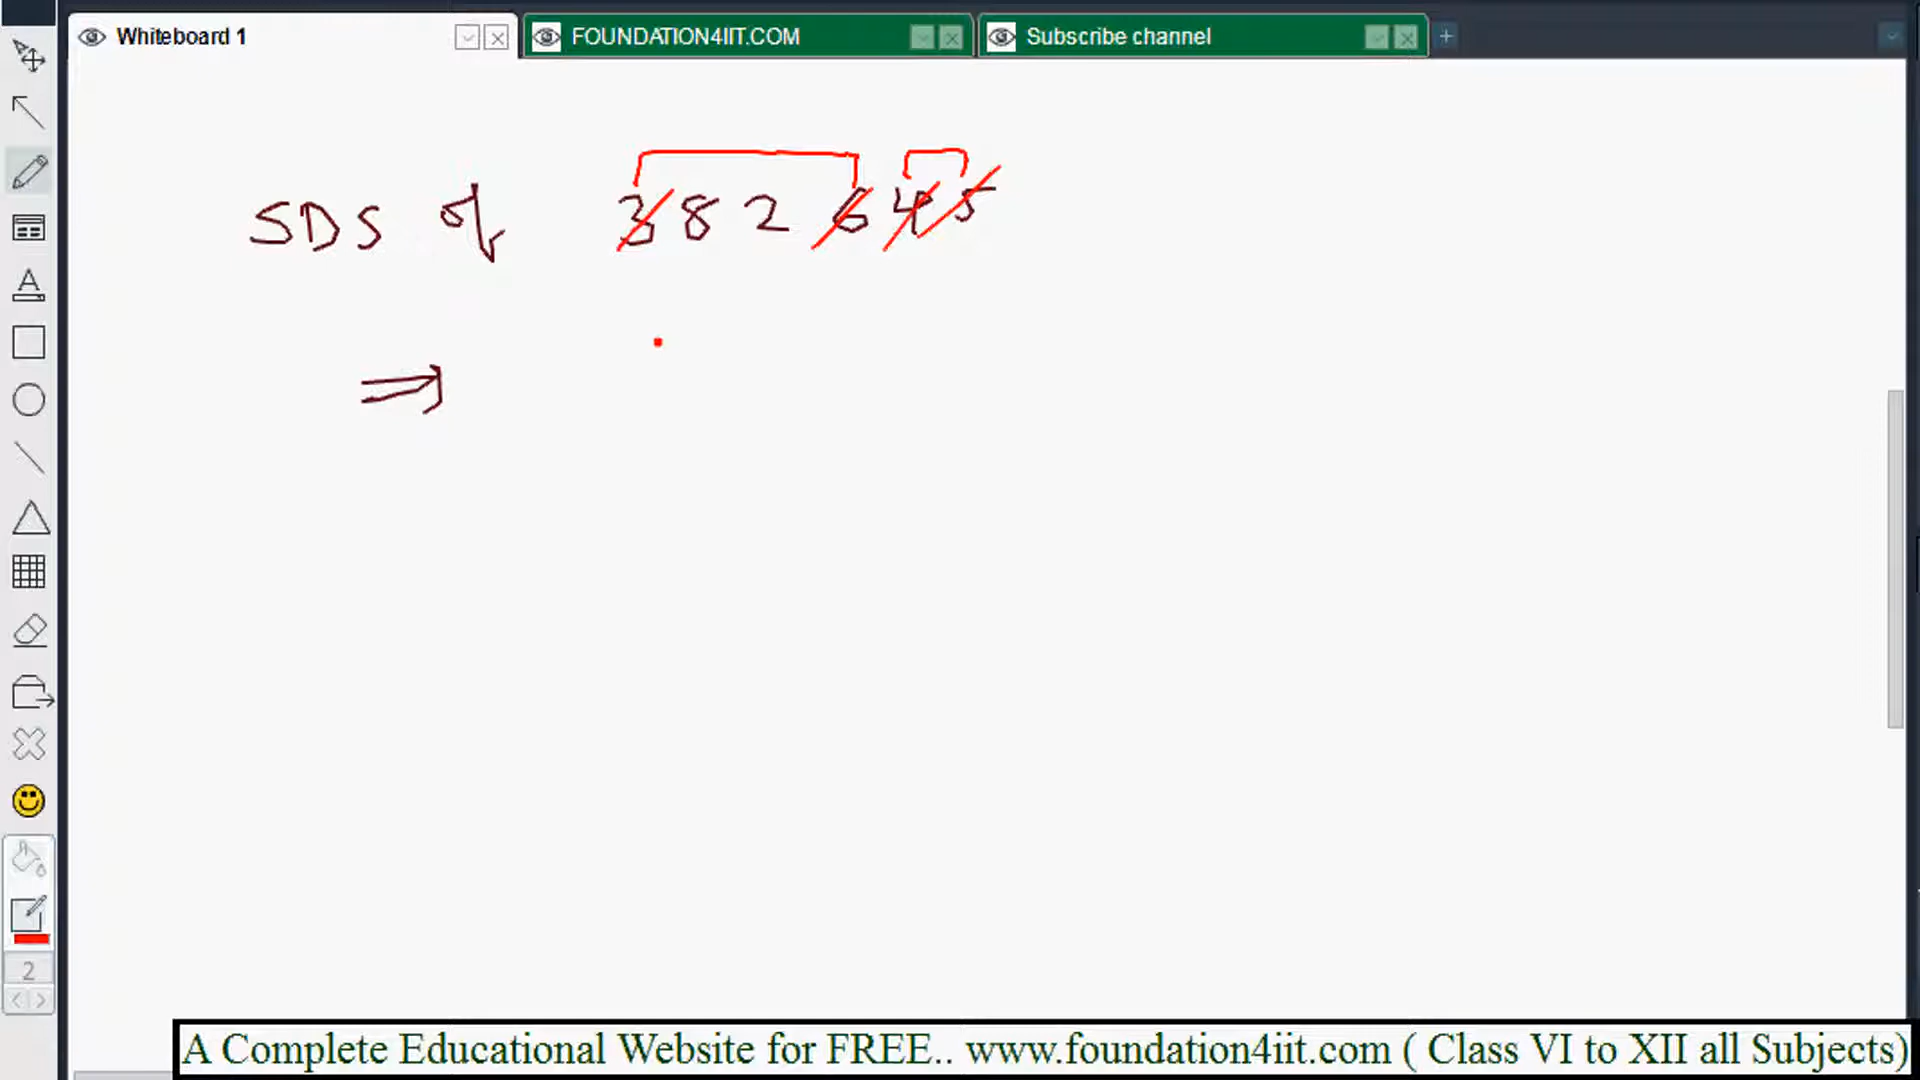 Whiteboard 1
FOUNDATION4IIT.COM
Subscribe channel
SDS of 382645
⇒
2
A Complete Educational Website for FREE.. www.foundation4iit.com ( Class VI to XII all Subjects)